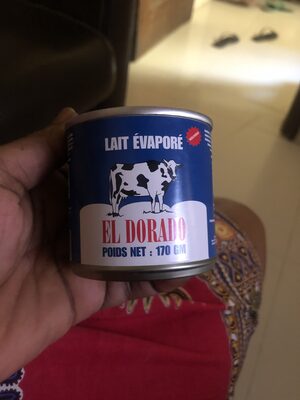 LAIT ÉVAPORÉ
EL DORADO
POIDS NET : 170 GM